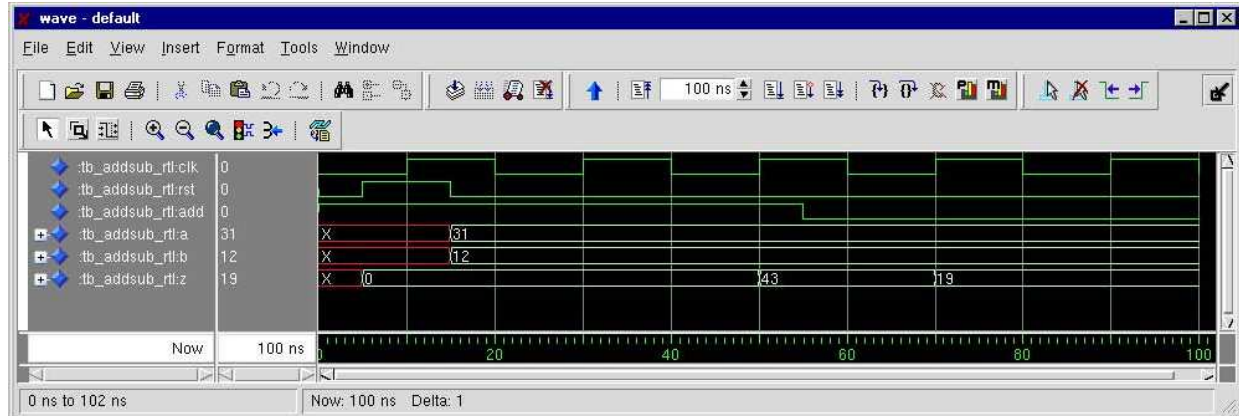 wave - default
File Edit View Insert Format Tools Window
100 ns
:tb_addsub_rtl:clk 0
:tb_addsub_rtl:rst 0
:tb_addsub_rtl:add 0
:tb_addsub_rtl:a 31 X 31
:tb_addsub_rtl:b 12 X 12
:tb_addsub_rtl:z 19 X 0 43 19
Now 100 ns 0 20 40 60 80 100
0 ns to 102 ns Now: 100 ns Delta: 1